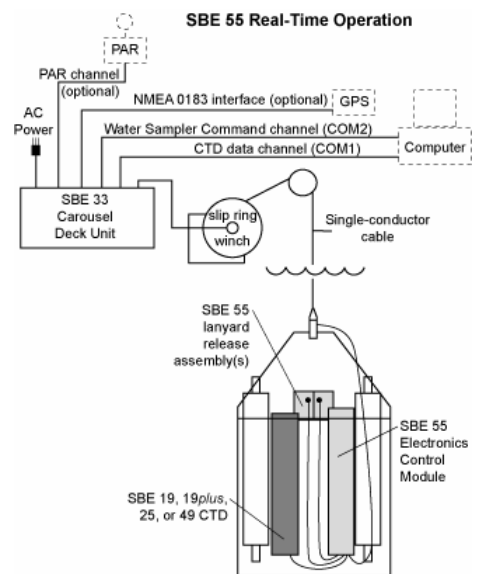 SBE 55 Real-Time Operation
PAR
PAR channel
(optional)
NMEA 0183 interface (optional)
GPS
AC
Power
Water Sampler Command channel (COM2)
CTD data channel (COM1)
Computer
SBE 33
Carousel
Deck Unit
slip ring
winch
Single-conductor
cable
SBE 55
lanyard
release
assembly(s)
SBE 55
Electronics
Control
Module
SBE 19, 19plus,
25, or 49 CTD